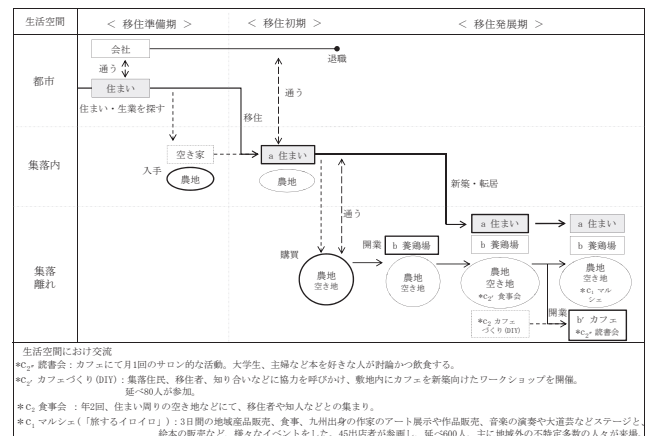 生活空間 ＜ 移住準備期 ＞ ＜ 移住初期 ＞ ＜ 移住発展期 ＞
都市
会社
退職
通う
住まい
通う
住まい・生業を探す
移住
集落内
空き家
a 住まい
入手
農地
農地
新築・転居
集落
離れ
通う
a 住まい
a 住まい
購買
開業
b 養鶏場
b 養鶏場
b 養鶏場
農地
空き地
農地
空き地
農地
空き地
*c₂' 食事会
農地
空き地
*c₁ マル
シェ
*c₂ カフェ
づくり(DIY)
開業
b' カフェ
*c₂" 読書会
生活空間におけ交流
*c₂" 読書会：カフェにて月1回のサロン的な活動。大学生、主婦など本を好きな人が討論かつ飲食する。
*c₂' カフェづくり(DIY)：集落住民、移住者、知り合いなどに協力を呼びかけ、敷地内にカフェを新築向けたワークショップを開催。
延べ80人が参加。
*c₂ 食事会 ：年2回、住まい周りの空き地などにて、移住者や知人などとの集まり。
*c₁ マルシェ(「旅するイロイロ」)：3日間の地域産品販売、食事、九州出身の作家のアート展示や作品販売、音楽の演奏や大道芸などステージと、
絵本の販売など、様々なイベントをした。45出店者が参画し、延べ600人、主に地域外の不特定多数の人々が来場。